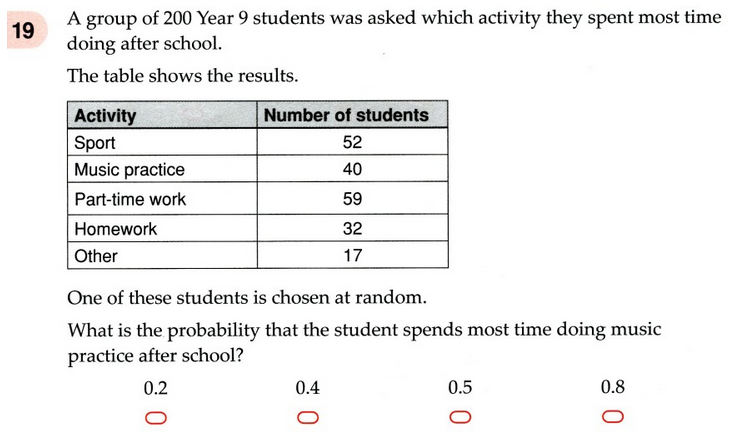 19
A group of 200 Year 9 students was asked which activity they spent most time
doing after school.
The table shows the results.
Activity Number of students
Sport 52
Music practice 40
Part-time work 59
Homework 32
Other 17
One of these students is chosen at random.
What is the probability that the student spends most time doing music
practice after school?
0.2 0.4 0.5 0.8